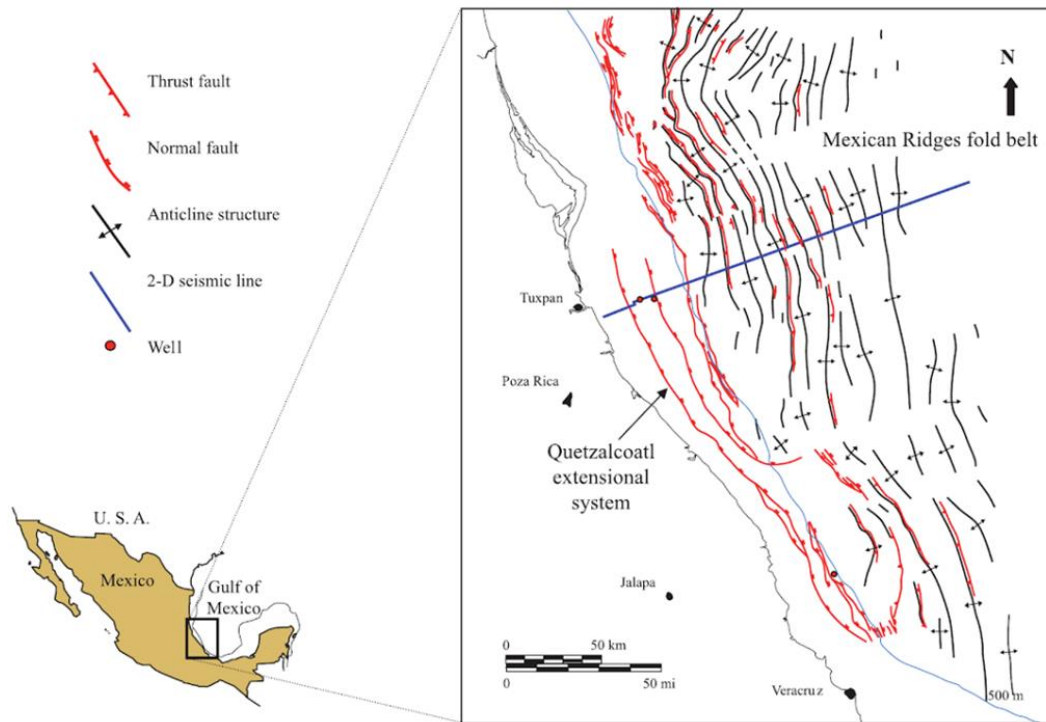 Thrust fault
Normal fault
Anticline structure
2-D seismic line
Well
U. S. A.
Mexico
Gulf of
Mexico
N
Mexican Ridges fold belt
Tuxpan
Poza Rica
Quetzalcoatl
extensional
system
Jalapa
0 50 km
0 50 mi
Veracruz
500 m